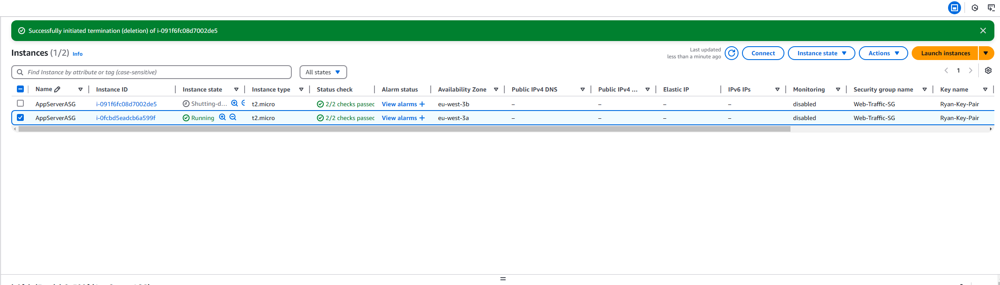 Successfully initiated termination (deletion) of i-091f6fc08d7002de5
Instances (1/2) Info
Last updated
less than a minute ago
Connect
Instance state
Actions
Launch instances
Find Instance by attribute or tag (case-sensitive)
All states
1
Name Instance ID Instance state Instance type Status check Alarm status Availability Zone Public IPv4 DNS Public IPv4 ... Elastic IP IPv6 IPs Monitoring Security group name Key name
AppServerASG i-091f6fc08d7002de5 Shutting-d... t2.micro 2/2 checks passec View alarms + eu-west-3b – – – – disabled Web-Traffic-SG Ryan-Key-Pair
AppServerASG i-0fcbd5eadcb6a599f Running t2.micro 2/2 checks passec View alarms + eu-west-3a – – – – disabled Web-Traffic-SG Ryan-Key-Pair